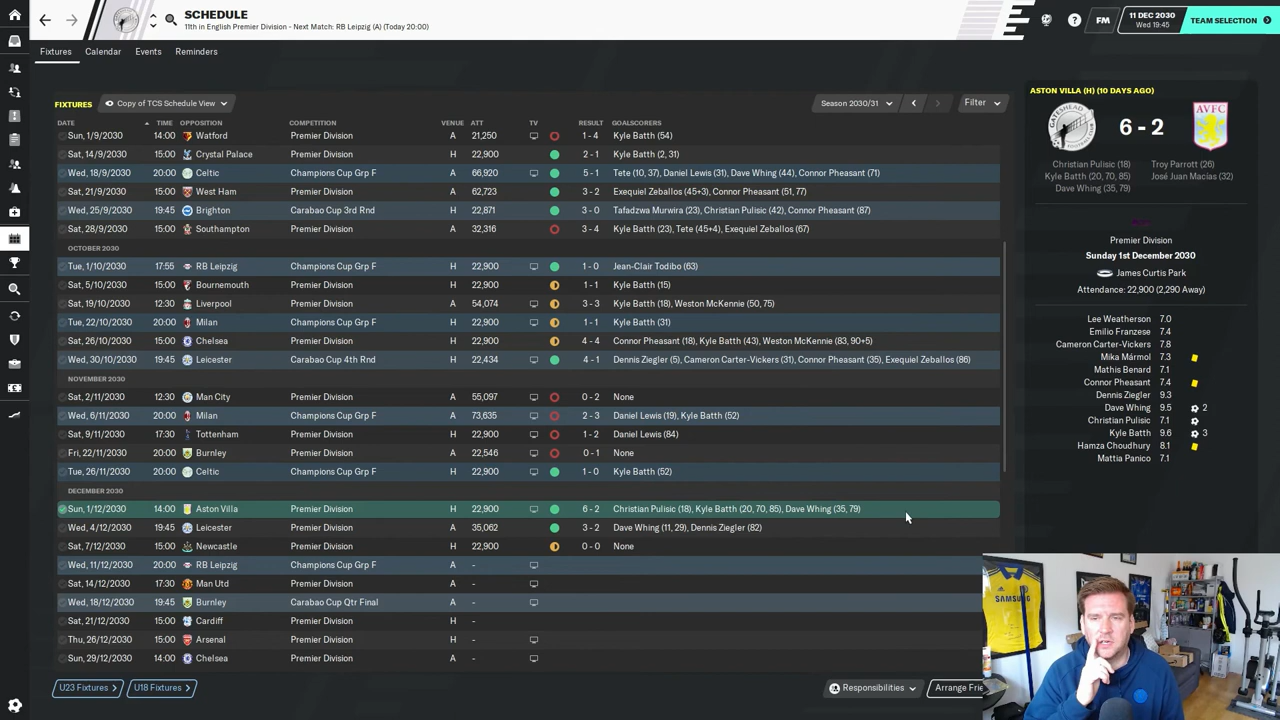 SCHEDULE
11th in English Premier Division - Next Match: RB Leipzig (A) (Today 20:00)
FM
11 DEC 2030
Wed 19:45
TEAM SELECTION
Fixtures Calendar Events Reminders
FIXTURES Copy of TCS Schedule View Season 2030/31 Filter
DATE TIME OPPOSITION COMPETITION VENUE ATT TV RESULT GOALSCORERS
Sun, 1/9/2030 14:00 Watford Premier Division A 21,250 1 - 4 Kyle Batth (54)
Sat, 14/9/2030 15:00 Crystal Palace Premier Division H 22,900 2 - 1 Kyle Batth (2, 31)
Wed, 18/9/2030 20:00 Celtic Champions Cup Grp F A 76,023 5 - 1 Tete (10, 37), Daniel Lewis (31), Dave Whing (44), Connor Pheasant (71)
Sat, 21/9/2030 15:00 West Ham Premier Division A 62,723 3 - 2 Exequiel Zeballos (45+3), Connor Pheasant (51, 77)
Wed, 25/9/2030 19:45 Brighton Carabao Cup 3rd Rnd H 22,871 3 - 0 Tafadzwa Murwira (23), Christian Pulisic (42), Connor Pheasant (87)
Sat, 28/9/2030 15:00 Southampton Premier Division A 32,316 3 - 4 Kyle Batth (23), Tete (45+4), Exequiel Zeballos (67)
OCTOBER 2030
Tue, 1/10/2030 17:55 RB Leipzig Champions Cup Grp F H 22,900 1 - 0 Jean-Clair Todibo (63)
Sat, 5/10/2030 15:00 Bournemouth Premier Division H 22,900 1 - 1 Kyle Batth (15)
Sat, 19/10/2030 12:30 Liverpool Premier Division A 54,074 3 - 3 Kyle Batth (18), Weston McKennie (50, 75)
Tue, 22/10/2030 20:00 Milan Champions Cup Grp F H 22,900 1 - 1 Kyle Batth (31)
Sat, 26/10/2030 15:00 Chelsea Premier Division H 22,900 4 - 4 Connor Pheasant (18), Kyle Batth (43), Weston McKennie (83, 90+5)
Wed, 30/10/2030 19:45 Leicester Carabao Cup 4th Rnd H 22,434 4 - 1 Dennis Ziegler (5), Cameron Carter-Vickers (31), Connor Pheasant (35), Exequiel Zeballos (86)
NOVEMBER 2030
Sat, 2/11/2030 12:30 Man City Premier Division A 55,097 0 - 2 None
Wed, 6/11/2030 20:00 Milan Champions Cup Grp F A 73,635 2 - 3 Daniel Lewis (19), Kyle Batth (52)
Sat, 9/11/2030 17:30 Tottenham Premier Division H 22,900 1 - 2 Daniel Lewis (84)
Fri, 22/11/2030 20:00 Burnley Premier Division A 22,546 0 - 1 None
Tue, 26/11/2030 20:00 Celtic Champions Cup Grp F H 22,900 1 - 0 Kyle Batth (52)
DECEMBER 2030
Sun, 1/12/2030 14:00 Aston Villa Premier Division H 22,900 6 - 2 Christian Pulisic (18), Kyle Batth (20, 70, 85), Dave Whing (35, 79)
Wed, 4/12/2030 19:45 Leicester Premier Division A 35,062 3 - 2 Dave Whing (11, 29), Dennis Ziegler (82)
Sat, 7/12/2030 15:00 Newcastle Premier Division H 22,900 0 - 0 None
Wed, 11/12/2030 20:00 RB Leipzig Champions Cup Grp F A -
Sat, 14/12/2030 17:30 Man Utd Premier Division A -
Wed, 18/12/2030 19:45 Burnley Carabao Cup Qtr Final A -
Sat, 21/12/2030 15:00 Cardiff Premier Division A -
Thu, 26/12/2030 15:00 Arsenal Premier Division H -
Sun, 29/12/2030 14:00 Chelsea Premier Division A -
U23 Fixtures U18 Fixtures Responsibilities Arrange Frie
ASTON VILLA (H) (10 DAYS AGO)
AVFC
6 - 2
Christian Pulisic (18) Troy Parrott (26)
Kyle Batth (20, 70, 85) José Juan Macías (32)
Dave Whing (35, 79)
Premier Division
Sunday 1st December 2030
James Curtis Park
Attendance: 22,900 (2,290 Away)
Lee Weatherson 7.0
Emilio Franzese 7.4
Cameron Carter-Vickers 7.8
Mika Mármol 7.3
Mathis Benard 7.1
Connor Pheasant 7.4
Dennis Ziegler 9.3
Dave Whing 9.5 2
Christian Pulisic 7.1
Kyle Batth 9.6 3
Hamza Choudhury 8.1
Mattia Panico 7.1
SAMSUNG